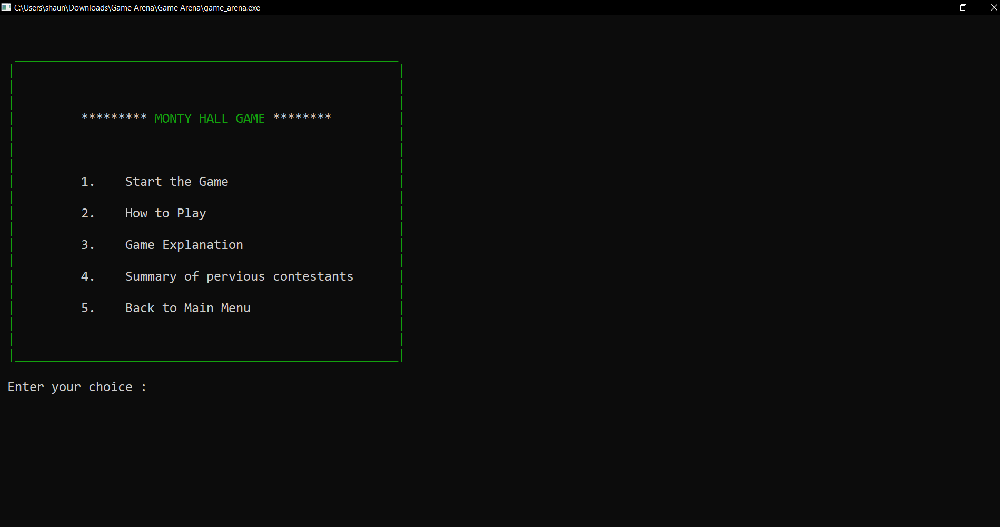 C:\Users\shaun\Downloads\Game Arena\Game Arena\game_arena.exe
********* MONTY HALL GAME ********
1. Start the Game
2. How to Play
3. Game Explanation
4. Summary of pervious contestants
5. Back to Main Menu
Enter your choice :